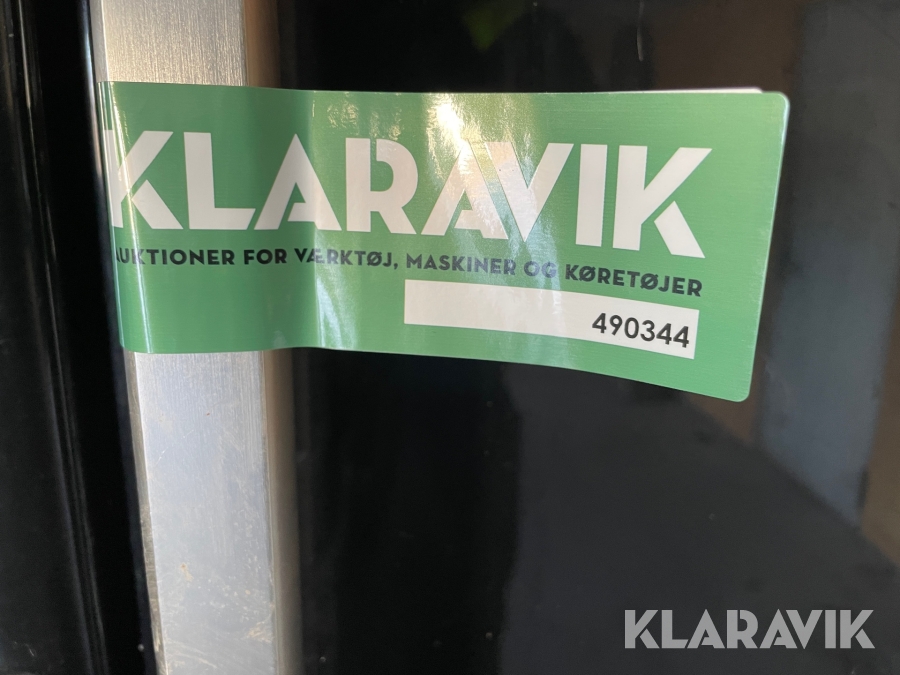 KLARAVIK
AUKTIONER FOR VÆRKTØJ, MASKINER OG KØRETØJER
490344
KLARAVIK